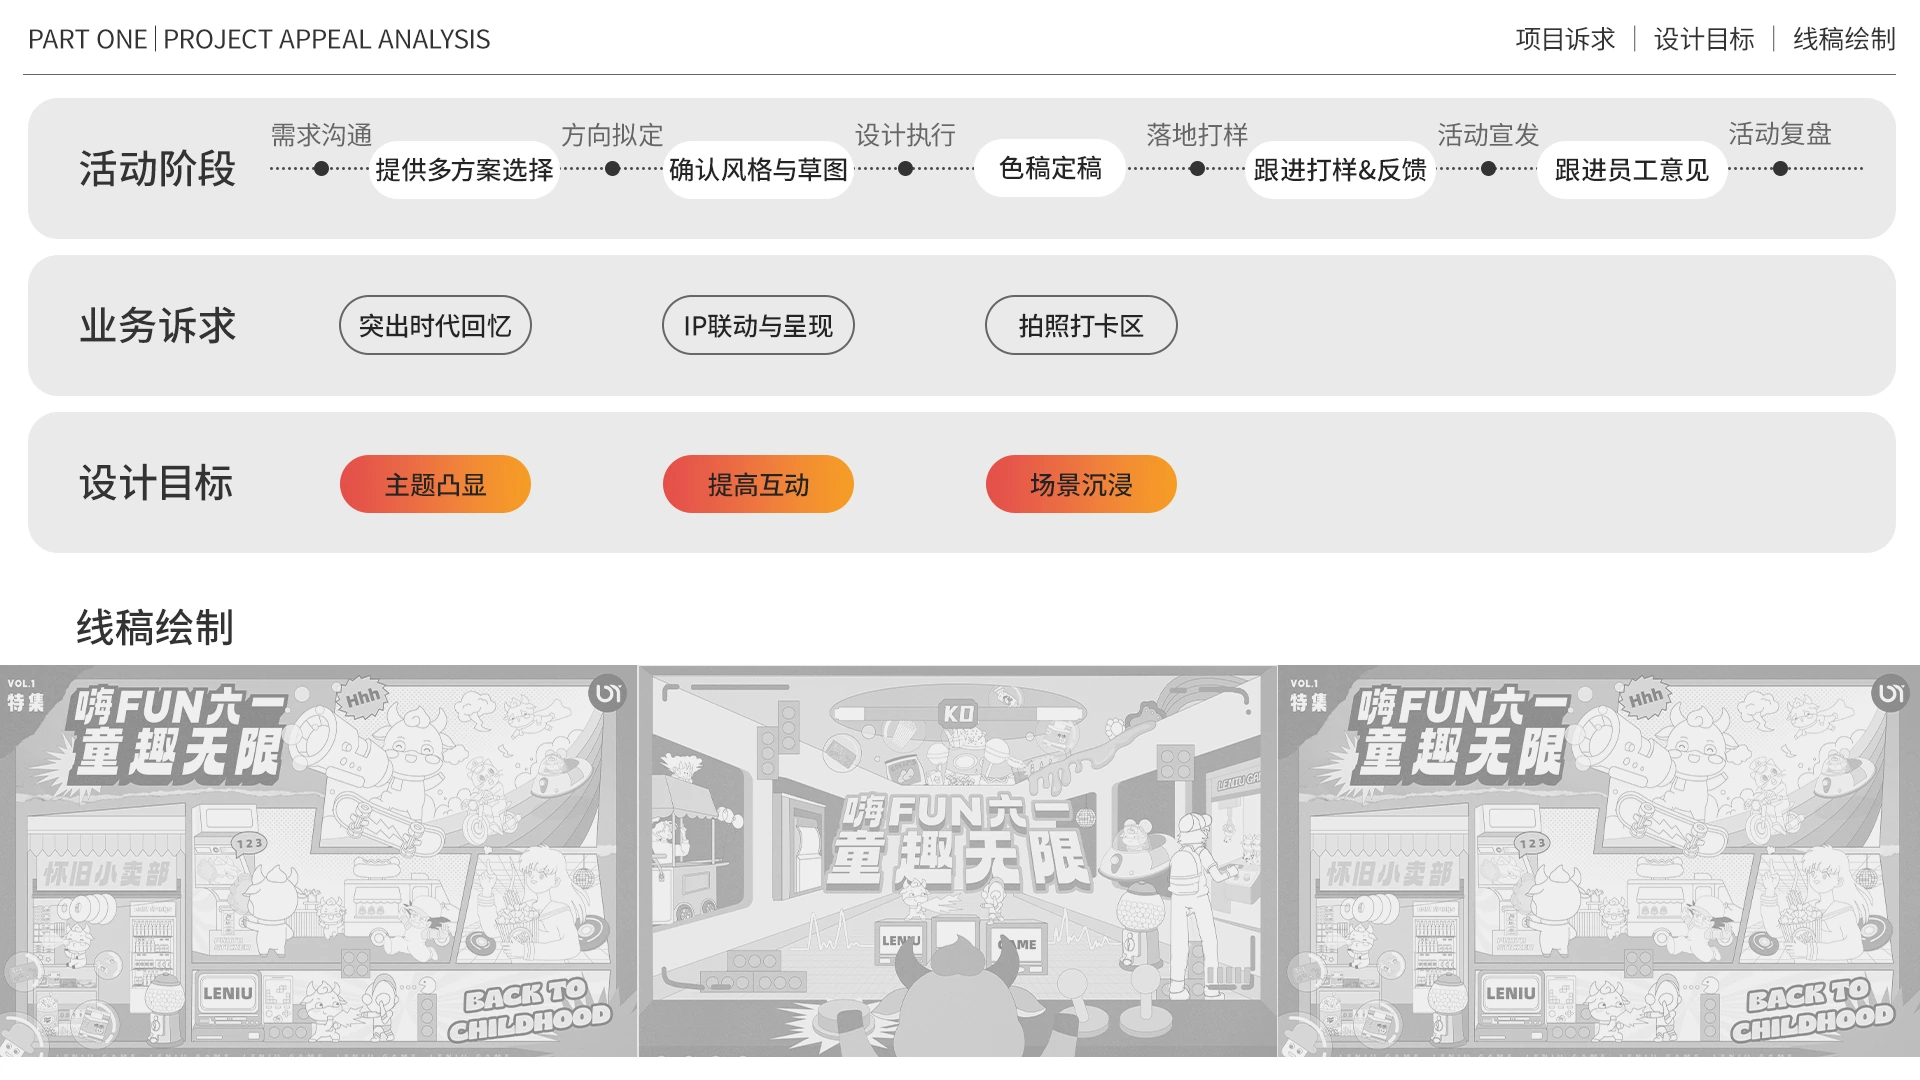 PART ONE | PROJECT APPEAL ANALYSIS
项目诉求 | 设计目标 | 线稿绘制
活动阶段
需求沟通
提供多方案选择
方向拟定
确认风格与草图
设计执行
色稿定稿
落地打样
跟进打样&反馈
活动宣发
跟进员工意见
活动复盘
业务诉求
突出时代回忆
IP联动与呈现
拍照打卡区
设计目标
主题凸显
提高互动
场景沉浸
线稿绘制
VOL.1
特集
嗨FUN六一
童趣无限
Hhh
怀旧小卖部
123
LENIU
BACK TO
CHILDHOOD
KO
嗨FUN六一
童趣无限
LENIU
GAME
VOL.1
特集
嗨FUN六一
童趣无限
Hhh
怀旧小卖部
123
LENIU
BACK TO
CHILDHOOD